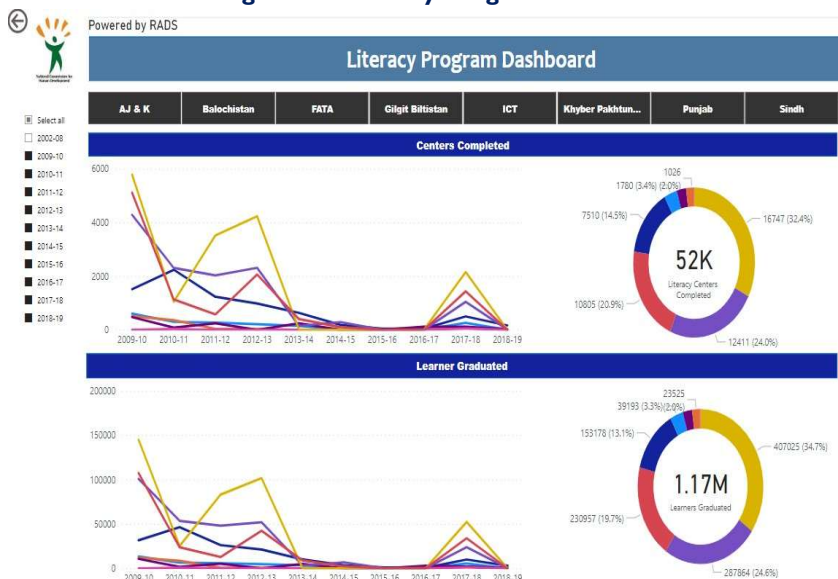 Powered by RADS
Literacy Program Dashboard
AJ & K
Balochistan
FATA
Gilgit Biltistan
ICT
Khyber Pakhtun...
Punjab
Sindh
Select all
2002-08
2009-10
2010-11
2011-12
2012-13
2013-14
2014-15
2015-16
2016-17
2017-18
2018-19
Centers Completed
6000
4000
2000
0
2009-10 2010-11 2011-12 2012-13 2013-14 2014-15 2015-16 2016-17 2017-18 2018-19
1026
1780 (3.4%) (2.0%)
7510 (14.5%)
16747 (32.4%)
52K
Literacy Centers
Completed
10805 (20.9%)
12411 (24.0%)
Learner Graduated
200000
150000
100000
50000
0
2009-10 2010-11 2011-12 2012-13 2013-14 2014-15 2015-16 2016-17 2017-18 2018-19
23525
39193 (3.3%) (2.0%)
153178 (13.1%)
407025 (34.7%)
1.17M
Learners Graduated
230957 (19.7%)
287864 (24.6%)